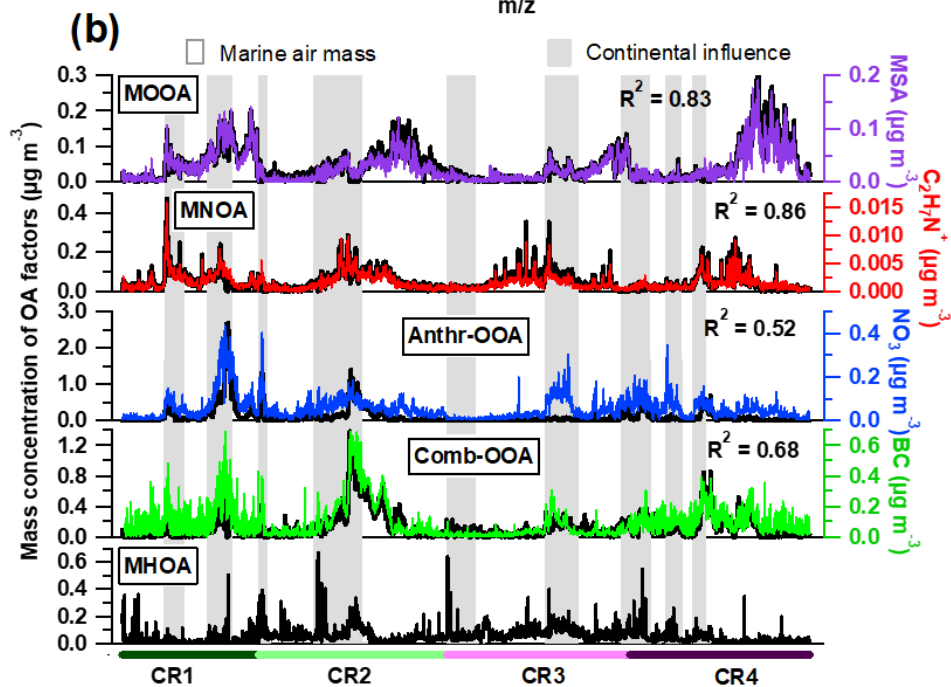 m/z
(b)
Marine air mass
Continental influence
Mass concentration of OA factors (µg m⁻³)
0.3
0.2
0.1
0.0
MOOA
R² = 0.83
0.2
0.1
0.0
MSA (µg m⁻³)
0.4
0.2
0.0
MNOA
R² = 0.86
0.015
0.010
0.005
0.000
C₂H₇N⁺ (µg m⁻³)
3.0
2.0
1.0
0.0
Anthr-OOA
R² = 0.52
0.4
0.2
0.0
NO₃ (µg m⁻³)
1.2
0.8
0.4
0.0
Comb-OOA
R² = 0.68
0.6
0.4
0.2
0.0
BC (µg m⁻³)
0.6
0.4
0.2
0.0
MHOA
CR1
CR2
CR3
CR4